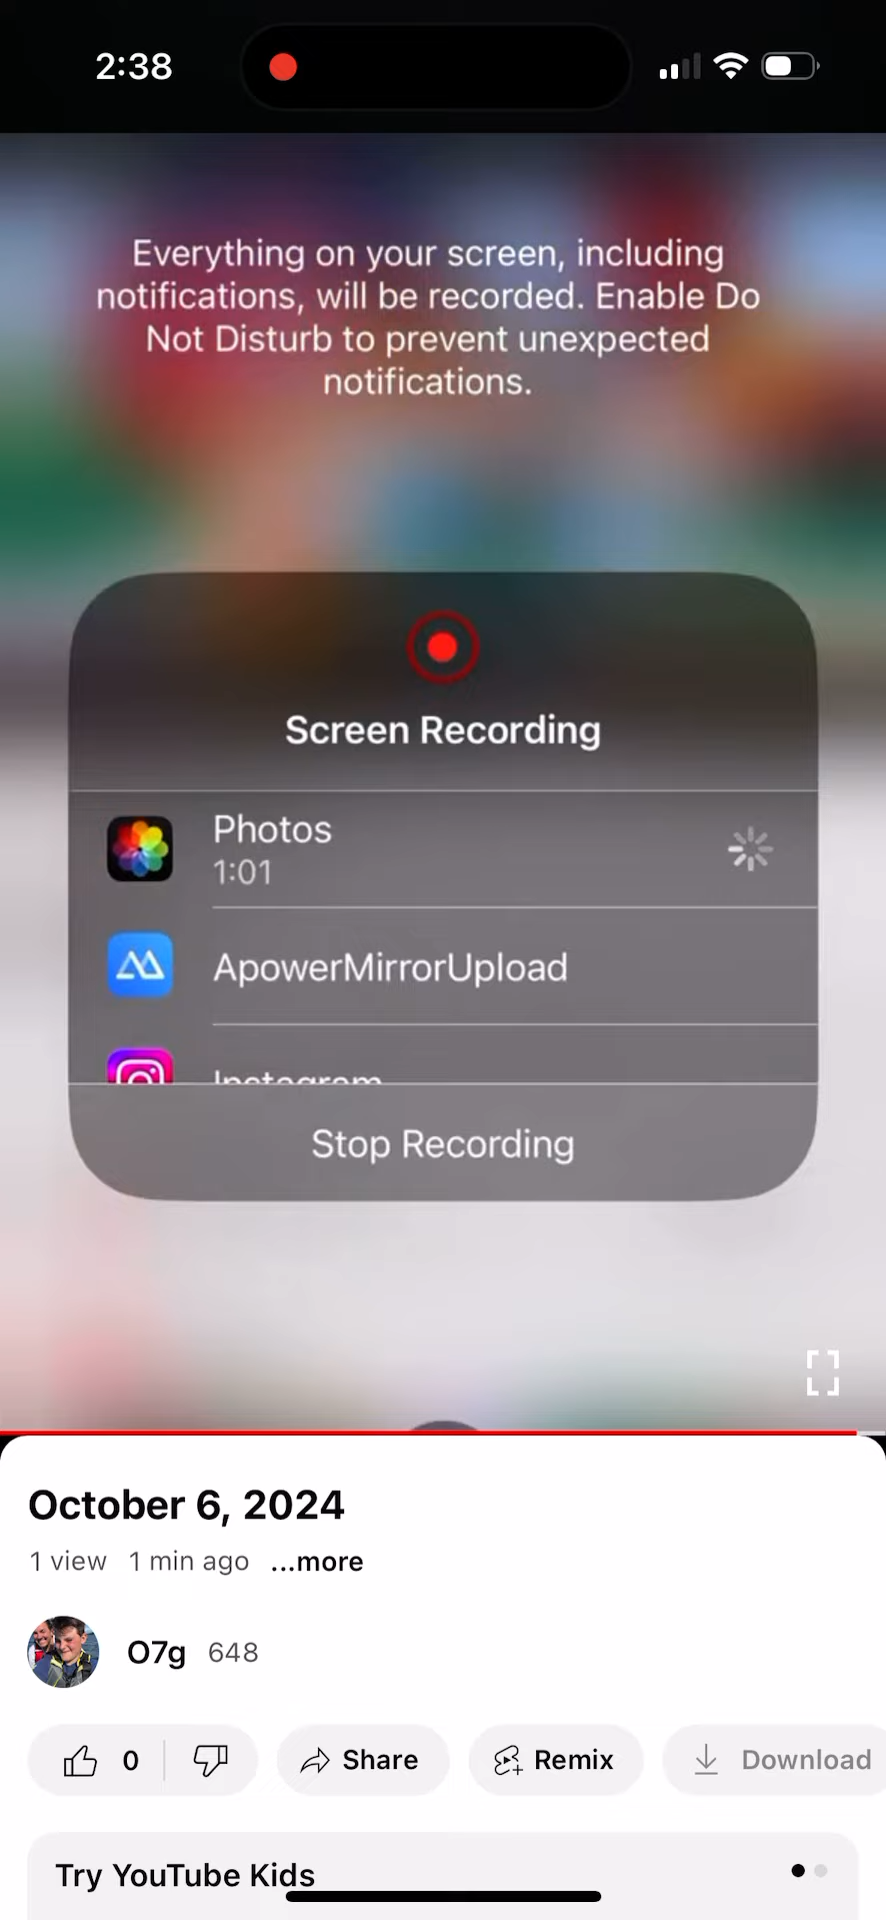 2:38
Everything on your screen, including
notifications, will be recorded. Enable Do
Not Disturb to prevent unexpected
notifications.
Screen Recording
Photos
1:01
ApowerMirrorUpload
Instagram
Stop Recording
October 6, 2024
1 view 1 min ago ...more
O7g 648
0 Share Remix Download
Try YouTube Kids